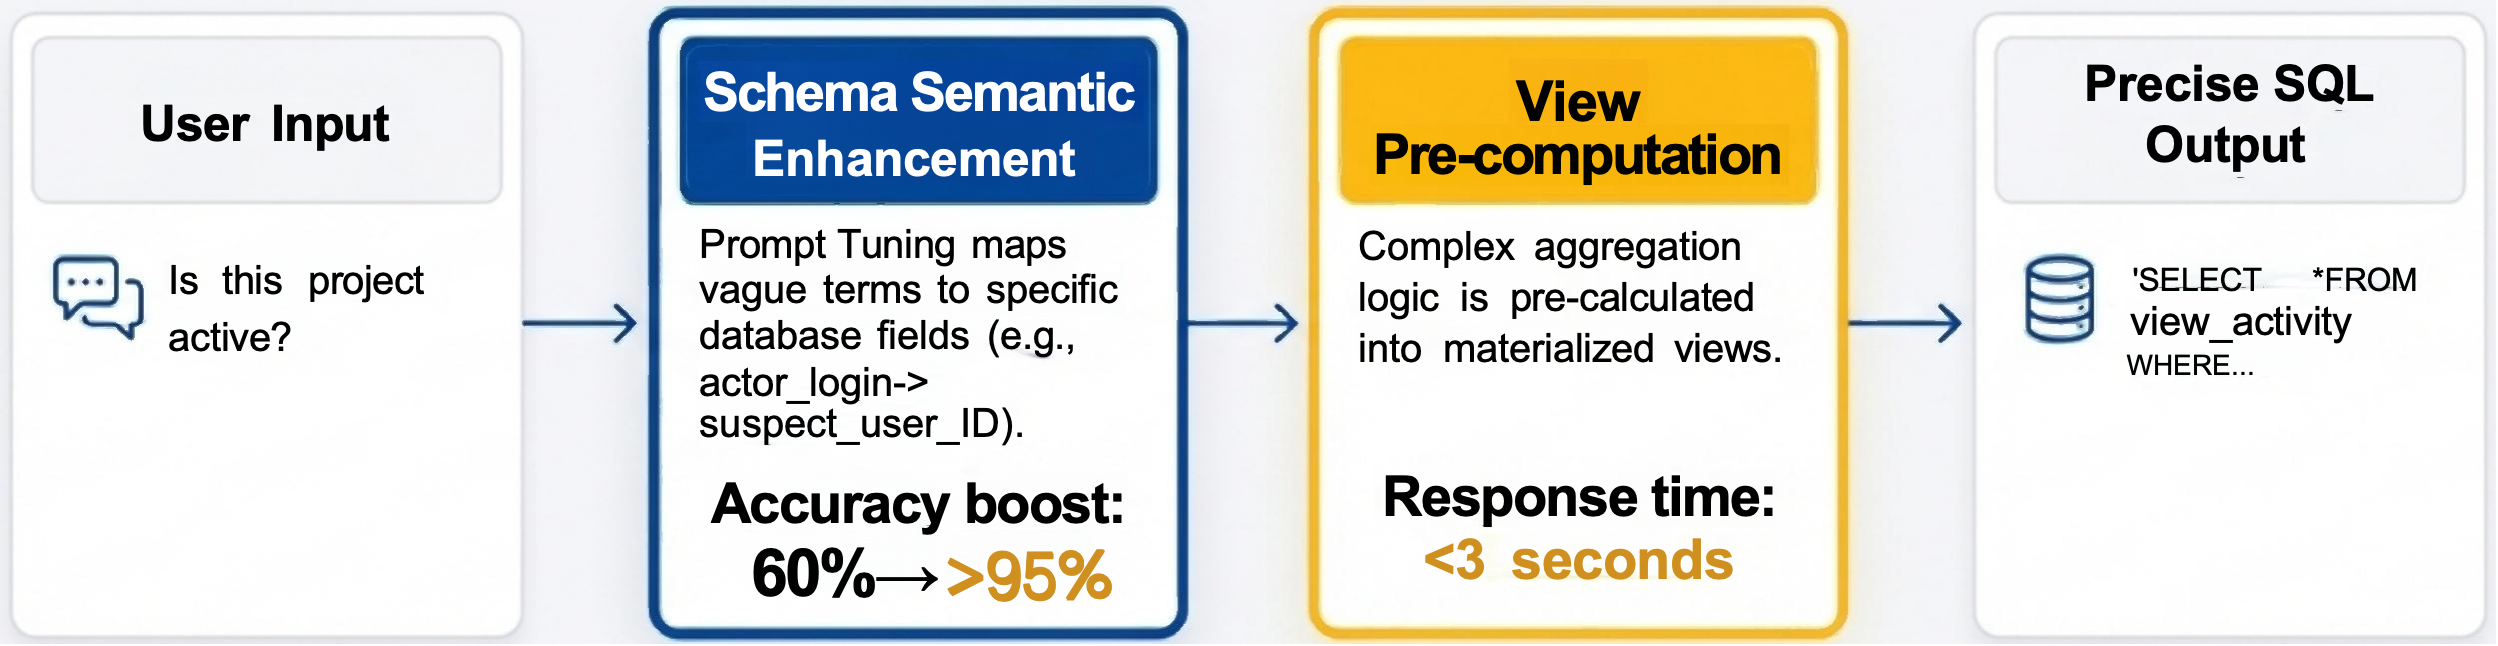 User Input
Is this project
active?
Schema Semantic
Enhancement
Prompt Tuning maps
vague terms to specific
database fields (e.g.,
actor_login->
suspect_user_ID).
Accuracy boost:
60%→>95%
View
Pre-computation
Complex aggregation
logic is pre-calculated
into materialized views.
Response time:
<3 seconds
Precise SQL
Output
'SELECT *FROM
view_activity
WHERE...